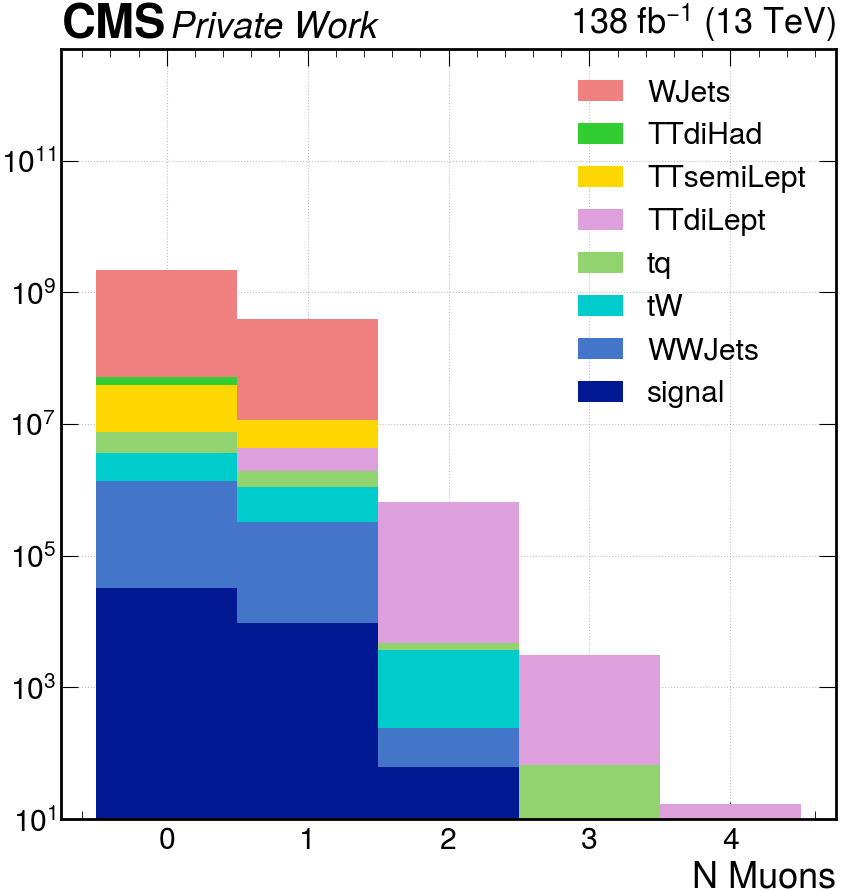 CMS Private Work 138 fb⁻¹ (13 TeV)
WJets
TTdiHad
TTsemiLept
TTdiLept
tq
tW
WWJets
signal
10¹¹
10⁹
10⁷
10⁵
10³
10¹
0 1 2 3 4
N Muons